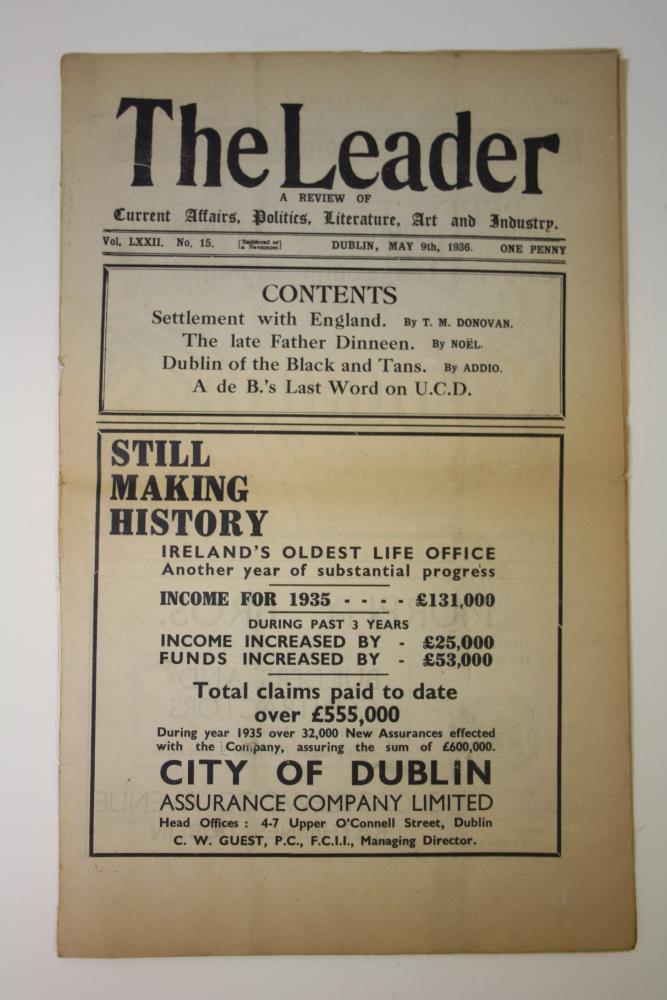 The Leader
A REVIEW OF
Current Affairs, Politics, Literature, Art and Industry.
Vol. LXXII. No. 15. [Registered as a Newspaper] DUBLIN, MAY 9th, 1936. ONE PENNY
CONTENTS
Settlement with England. By T. M. DONOVAN.
The late Father Dinneen. By NOËL.
Dublin of the Black and Tans. By ADDIO.
A de B.'s Last Word on U.C.D.
STILL
MAKING
HISTORY
IRELAND'S OLDEST LIFE OFFICE
Another year of substantial progress
INCOME FOR 1935 - - - - £131,000
DURING PAST 3 YEARS
INCOME INCREASED BY - £25,000
FUNDS INCREASED BY - £53,000
Total claims paid to date
over £555,000
During year 1935 over 32,000 New Assurances effected
with the Company, assuring the sum of £600,000.
CITY OF DUBLIN
ASSURANCE COMPANY LIMITED
Head Offices : 4-7 Upper O'Connell Street, Dublin
C. W. GUEST, P.C., F.C.I.I., Managing Director.